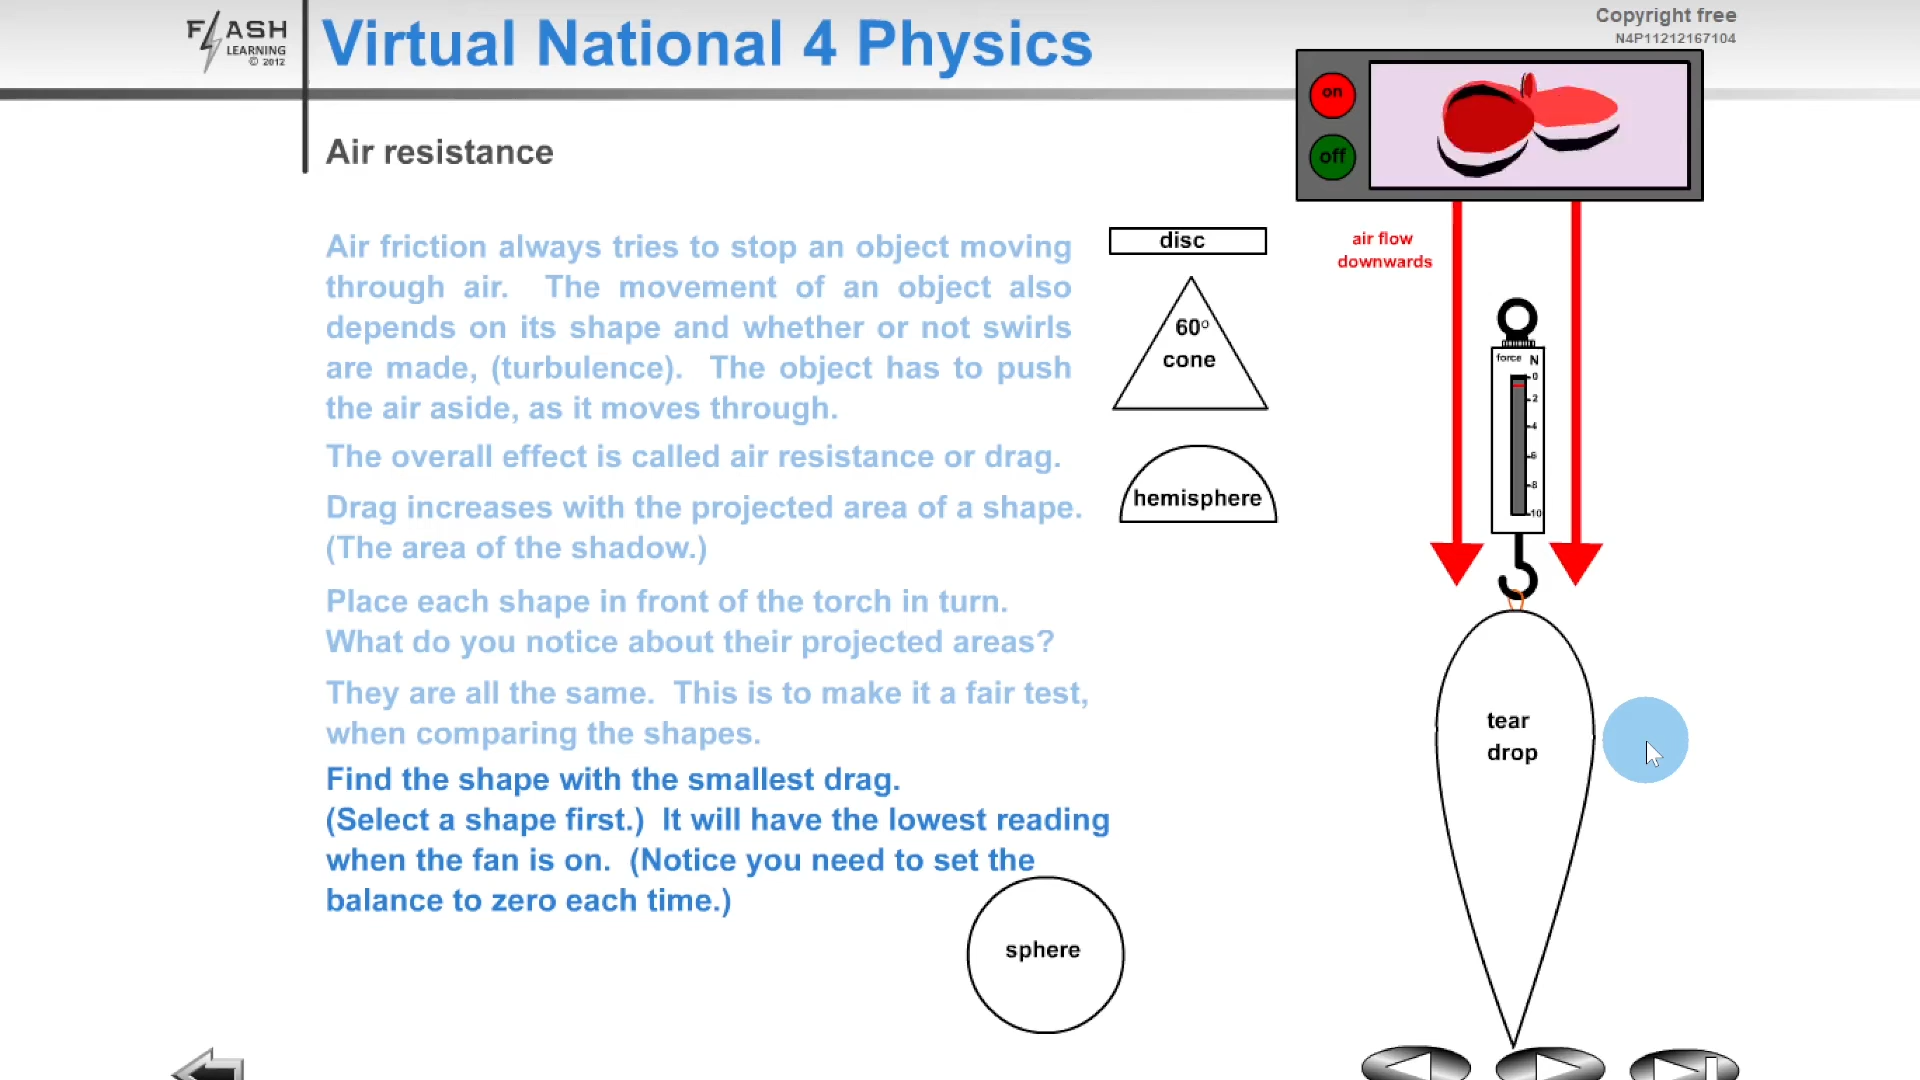 FLASH
LEARNING
© 2012
Virtual National 4 Physics
Copyright free
N4P11212167104
on
off
Air resistance
Air friction always tries to stop an object moving
through air. The movement of an object also
depends on its shape and whether or not swirls
are made, (turbulence). The object has to push
the air aside, as it moves through.
The overall effect is called air resistance or drag.
Drag increases with the projected area of a shape.
(The area of the shadow.)
Place each shape in front of the torch in turn.
What do you notice about their projected areas?
They are all the same. This is to make it a fair test,
when comparing the shapes.
Find the shape with the smallest drag.
(Select a shape first.) It will have the lowest reading
when the fan is on. (Notice you need to set the
balance to zero each time.)
disc
60º
cone
hemisphere
sphere
air flow
downwards
force N
0
2
4
6
8
10
tear
drop